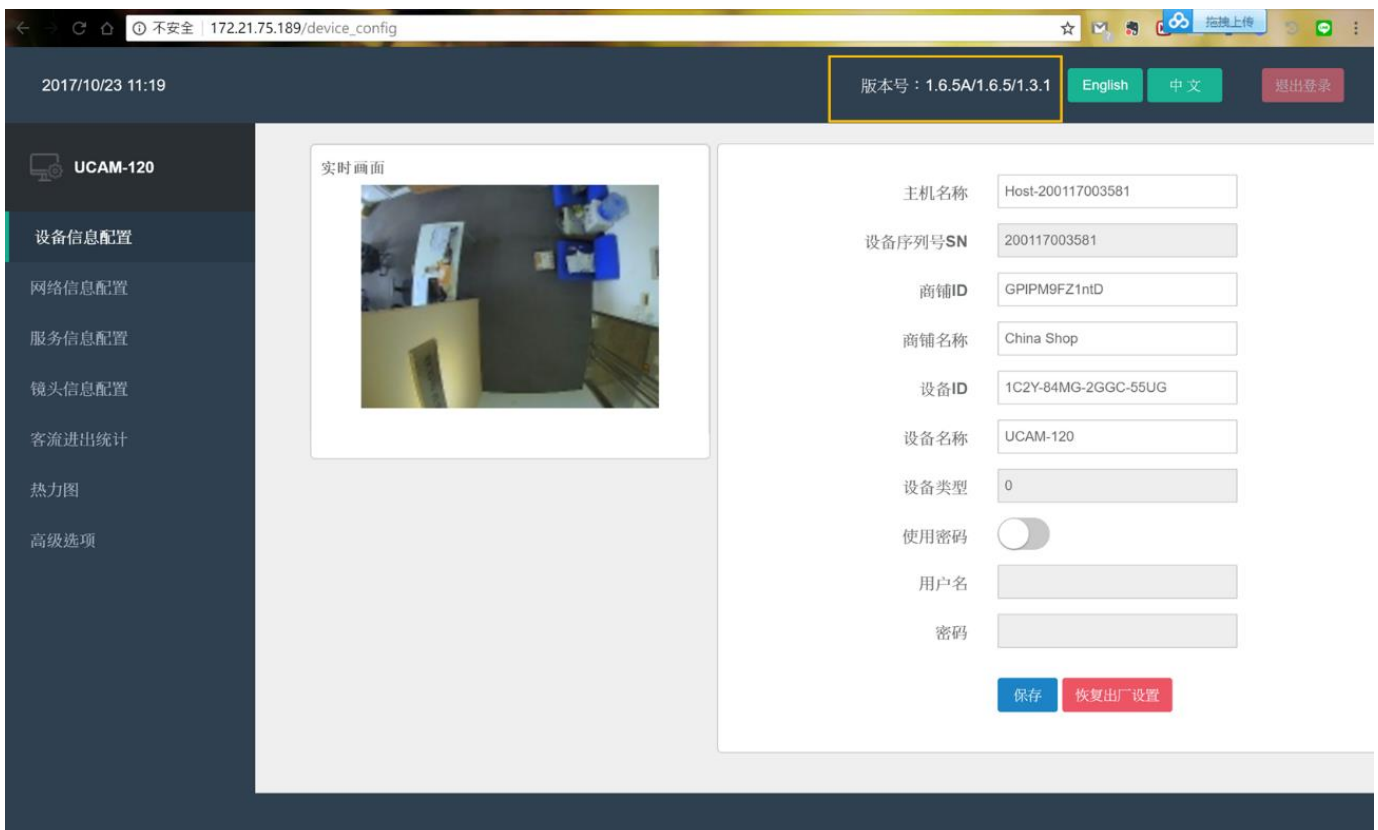 不安全 172.21.75.189/device_config
拖拽上传
2017/10/23 11:19
版本号：1.6.5A/1.6.5/1.3.1
English
中文
退出登录
UCAM-120
设备信息配置
网络信息配置
服务信息配置
镜头信息配置
客流进出统计
热力图
高级选项
实时画面
主机名称 Host-200117003581
设备序列号SN 200117003581
商铺ID GPIPM9FZ1ntD
商铺名称 China Shop
设备ID 1C2Y-84MG-2GGC-55UG
设备名称 UCAM-120
设备类型 0
使用密码
用户名
密码
保存 恢复出厂设置